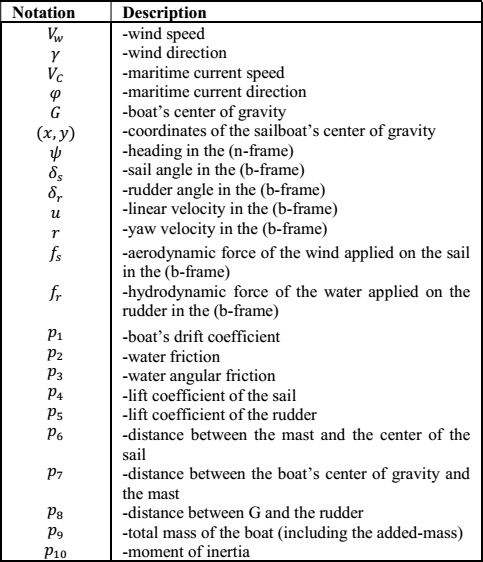 Notation Description
V_w -wind speed
γ -wind direction
V_C -maritime current speed
φ -maritime current direction
G -boat's center of gravity
(x, y) -coordinates of the sailboat's center of gravity
ψ -heading in the (n-frame)
δ_s -sail angle in the (b-frame)
δ_r -rudder angle in the (b-frame)
u -linear velocity in the (b-frame)
r -yaw velocity in the (b-frame)
f_s -aerodynamic force of the wind applied on the sail
in the (b-frame)
f_r -hydrodynamic force of the water applied on the
rudder in the (b-frame)
p_1 -boat's drift coefficient
p_2 -water friction
p_3 -water angular friction
p_4 -lift coefficient of the sail
p_5 -lift coefficient of the rudder
p_6 -distance between the mast and the center of the
sail
p_7 -distance between the boat's center of gravity and
the mast
p_8 -distance between G and the rudder
p_9 -total mass of the boat (including the added-mass)
p_10 -moment of inertia